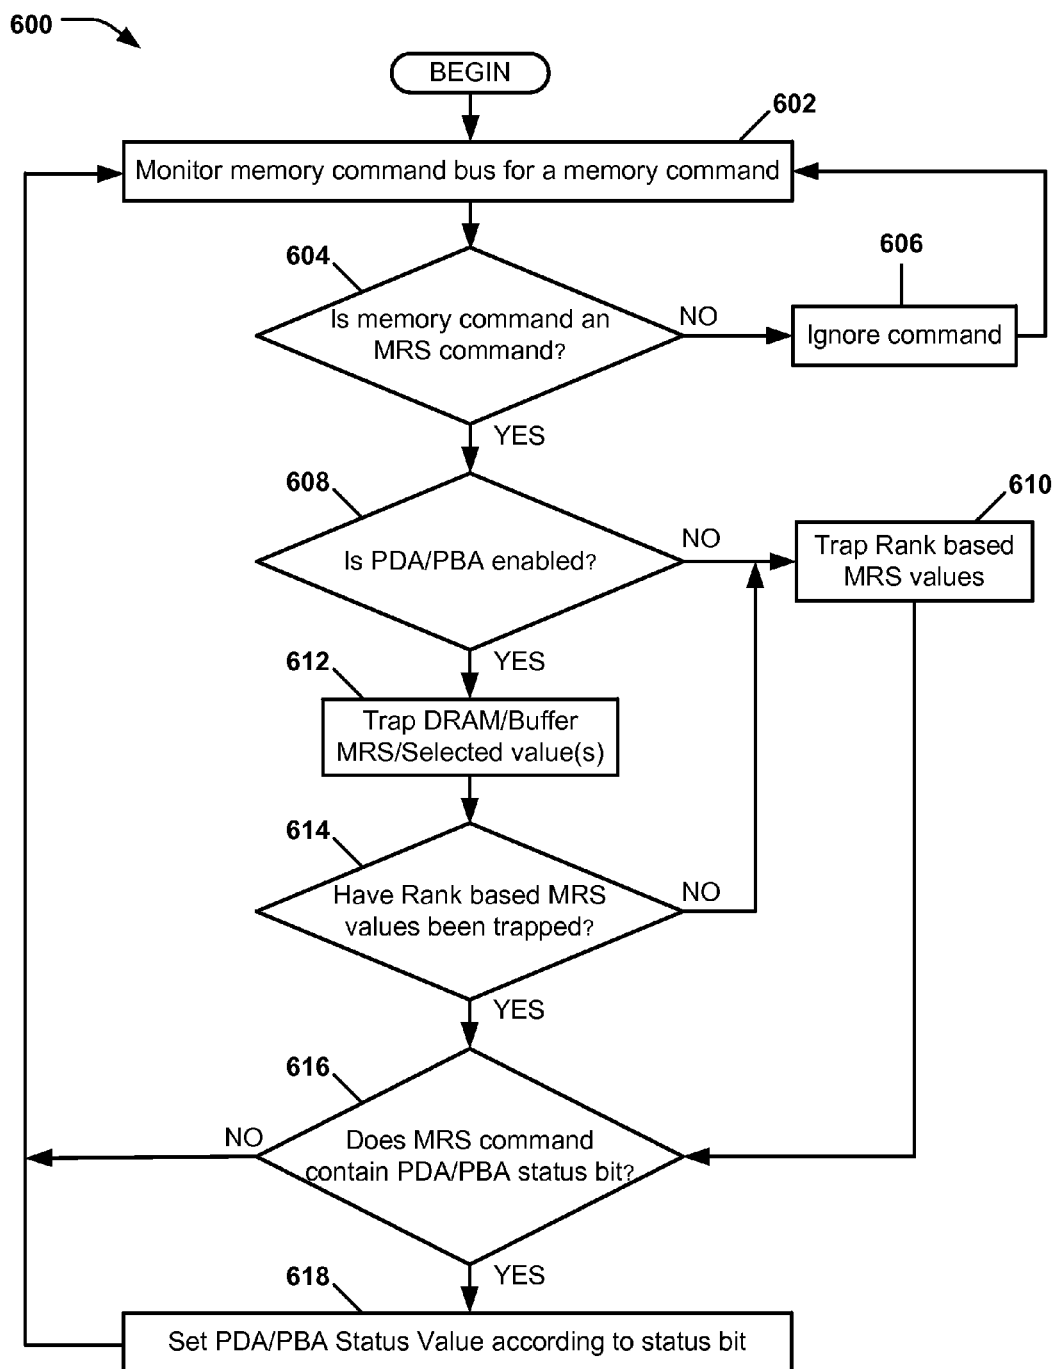 600
BEGIN
602
Monitor memory command bus for a memory command
604
606
Is memory command an
MRS command?
NO
Ignore command
YES
608
610
Is PDA/PBA enabled?
NO
Trap Rank based
MRS values
YES
612
Trap DRAM/Buffer
MRS/Selected value(s)
614
Have Rank based MRS
values been trapped?
NO
YES
616
Does MRS command
contain PDA/PBA status bit?
NO
YES
618
Set PDA/PBA Status Value according to status bit